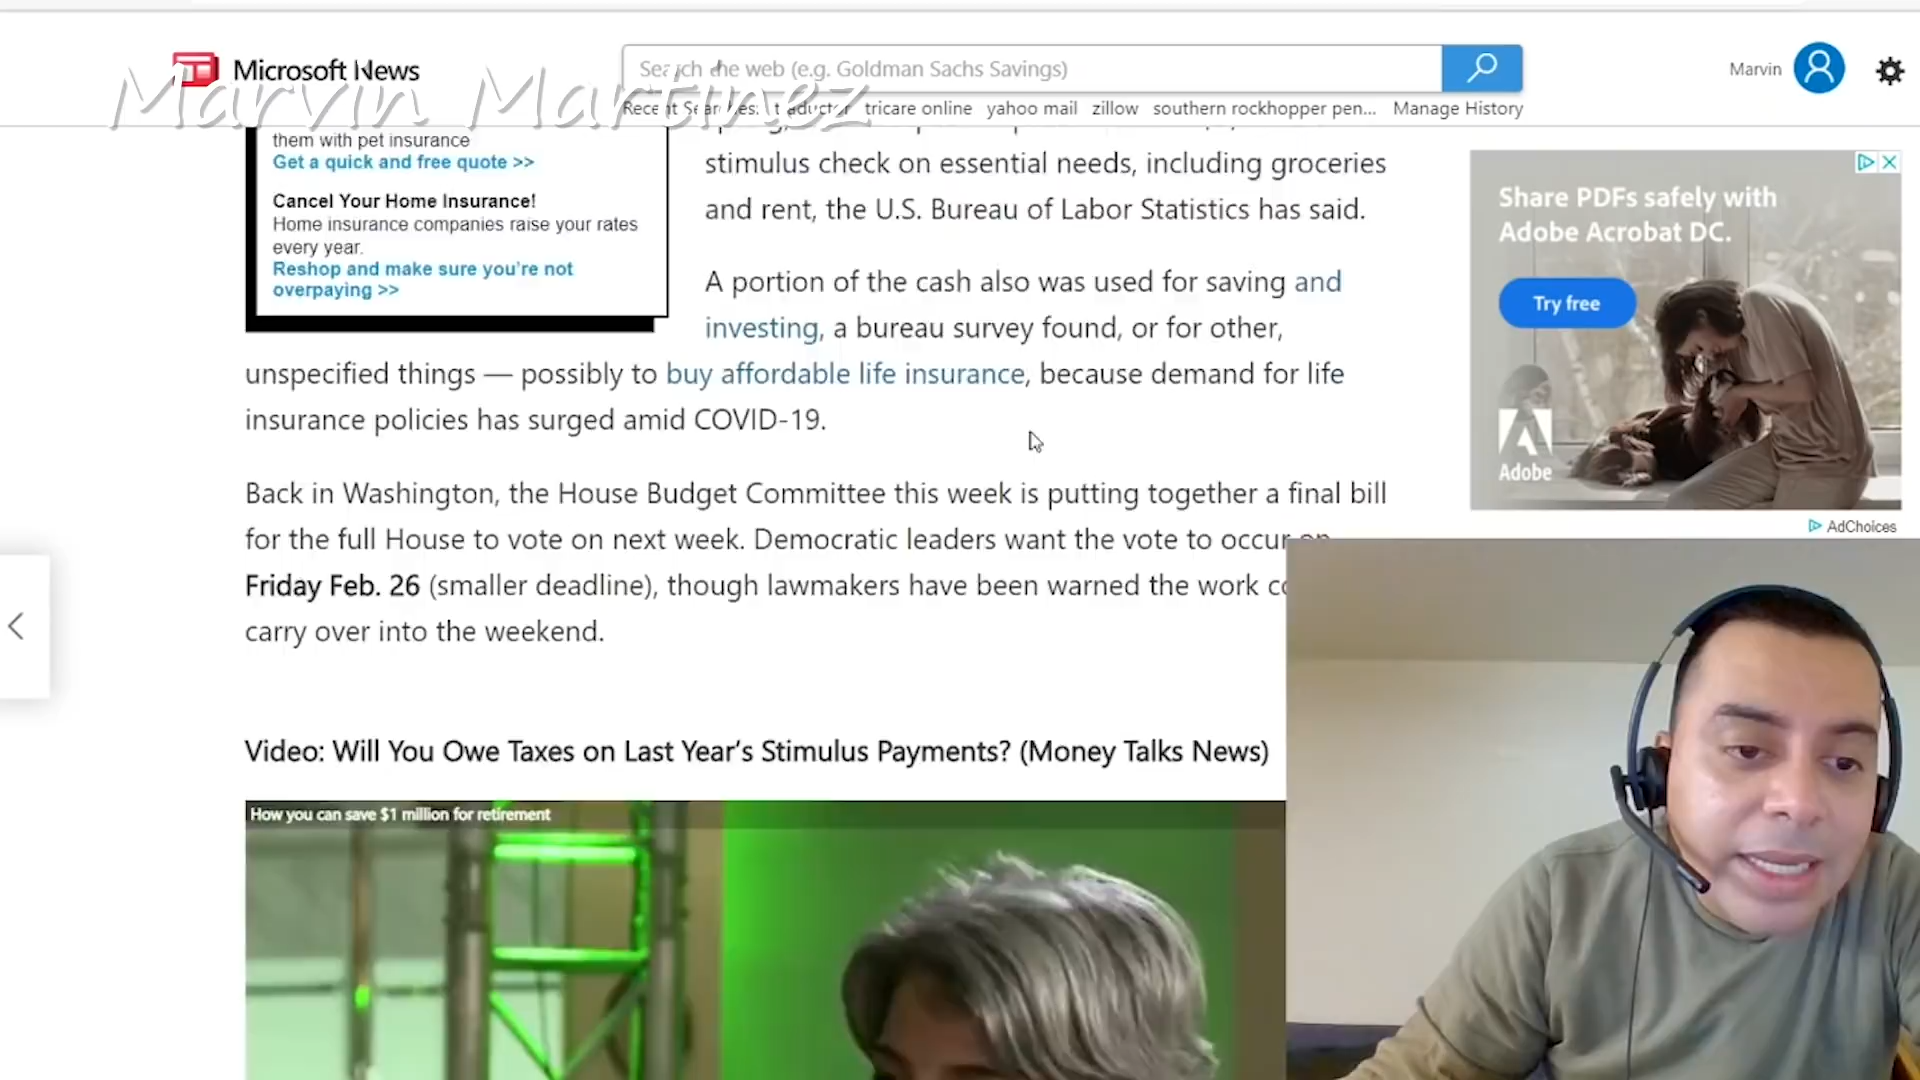 Microsoft News
Marvin Martinez
Search the web (e.g. Goldman Sachs Savings)
Marvin
Recent Searches: traductor tricare online yahoo mail zillow southern rockhopper pen... Manage History
them with pet insurance
Get a quick and free quote >>
Cancel Your Home Insurance!
Home insurance companies raise your rates
every year.
Reshop and make sure you're not
overpaying >>
stimulus check on essential needs, including groceries
and rent, the U.S. Bureau of Labor Statistics has said.
A portion of the cash also was used for saving and
investing, a bureau survey found, or for other,
unspecified things — possibly to buy affordable life insurance, because demand for life
insurance policies has surged amid COVID-19.
Back in Washington, the House Budget Committee this week is putting together a final bill
for the full House to vote on next week. Democratic leaders want the vote to occur on
Friday Feb. 26 (smaller deadline), though lawmakers have been warned the work
carry over into the weekend.
Video: Will You Owe Taxes on Last Year's Stimulus Payments? (Money Talks News)
How you can save $1 million for retirement
Share PDFs safely with
Adobe Acrobat DC.
Try free
Adobe
AdChoices